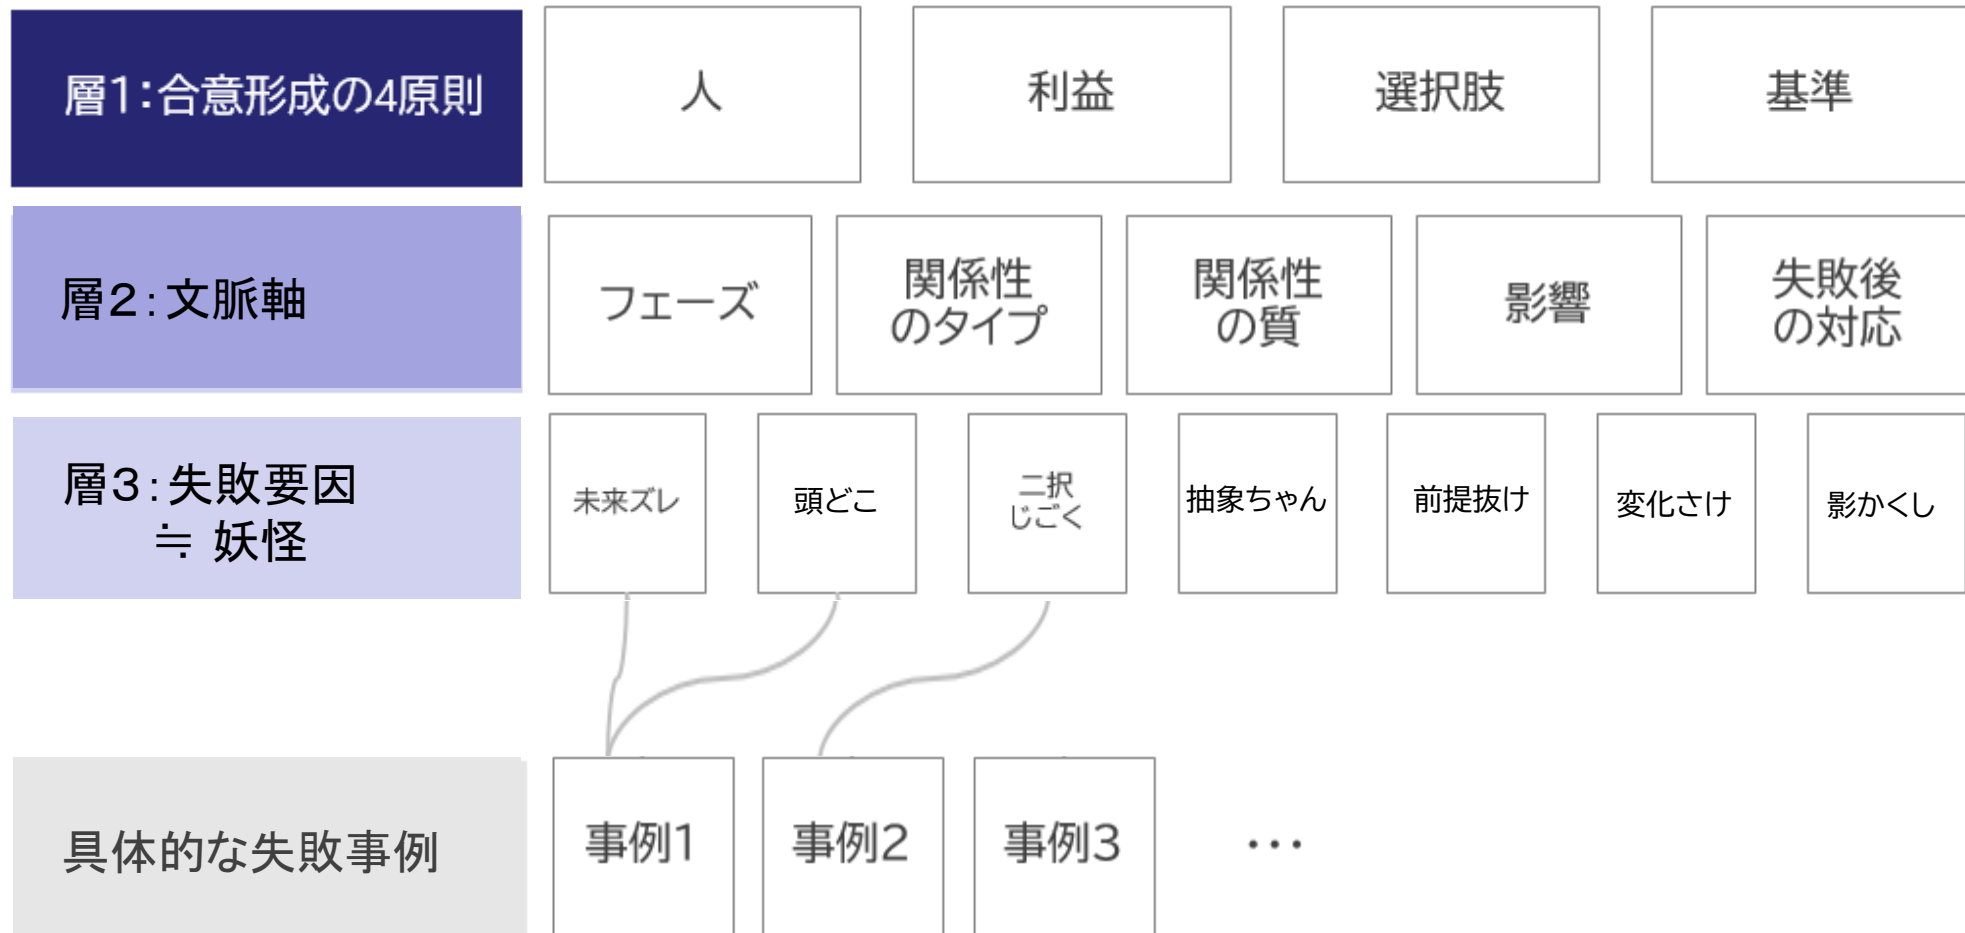 層1：合意形成の4原則
人
利益
選択肢
基準
層2：文脈軸
フェーズ
関係性
のタイプ
関係性
の質
影響
失敗後
の対応
層3：失敗要因
≒ 妖怪
未来ズレ
頭どこ
二択
じごく
抽象ちゃん
前提抜け
変化さけ
影かくし
具体的な失敗事例
事例1
事例2
事例3
…